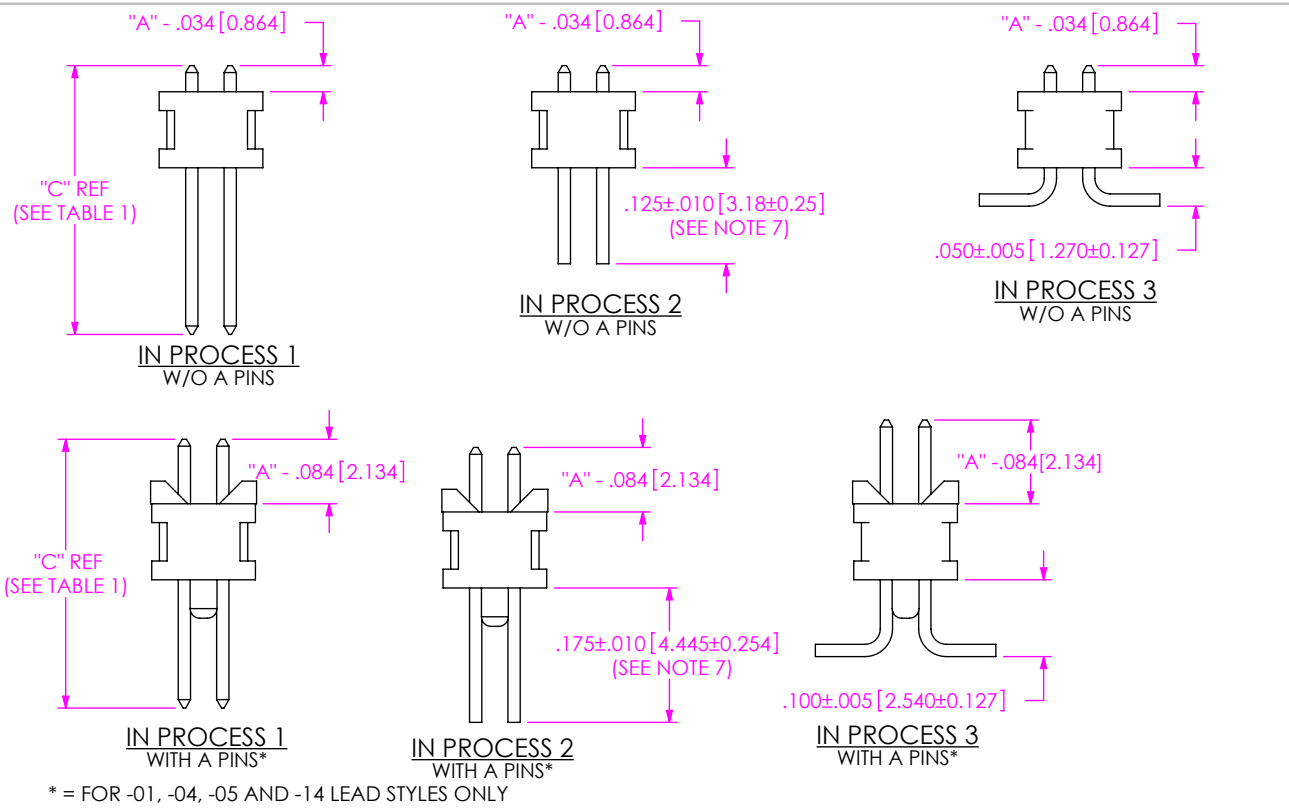 "A" - .034 [0.864]
"A" - .034 [0.864]
"A" - .034 [0.864]
"C" REF
(SEE TABLE 1)
.125±.010 [3.18±0.25]
(SEE NOTE 7)
.050±.005 [1.270±0.127]
IN PROCESS 1
W/O A PINS
IN PROCESS 2
W/O A PINS
IN PROCESS 3
W/O A PINS
"A" - .084 [2.134]
"A" - .084 [2.134]
"A" -.084 [2.134]
"C" REF
(SEE TABLE 1)
.175±.010 [4.445±0.254]
(SEE NOTE 7)
.100±.005 [2.540±0.127]
IN PROCESS 1
WITH A PINS*
IN PROCESS 2
WITH A PINS*
IN PROCESS 3
WITH A PINS*
* = FOR -01, -04, -05 AND -14 LEAD STYLES ONLY